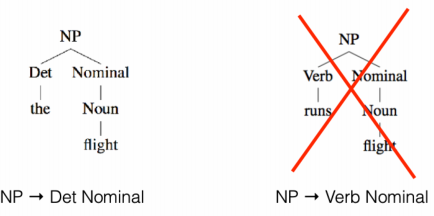 NP
Det Nominal
the Noun
flight
NP → Det Nominal
NP
Verb Nominal
runs Noun
flight
NP → Verb Nominal